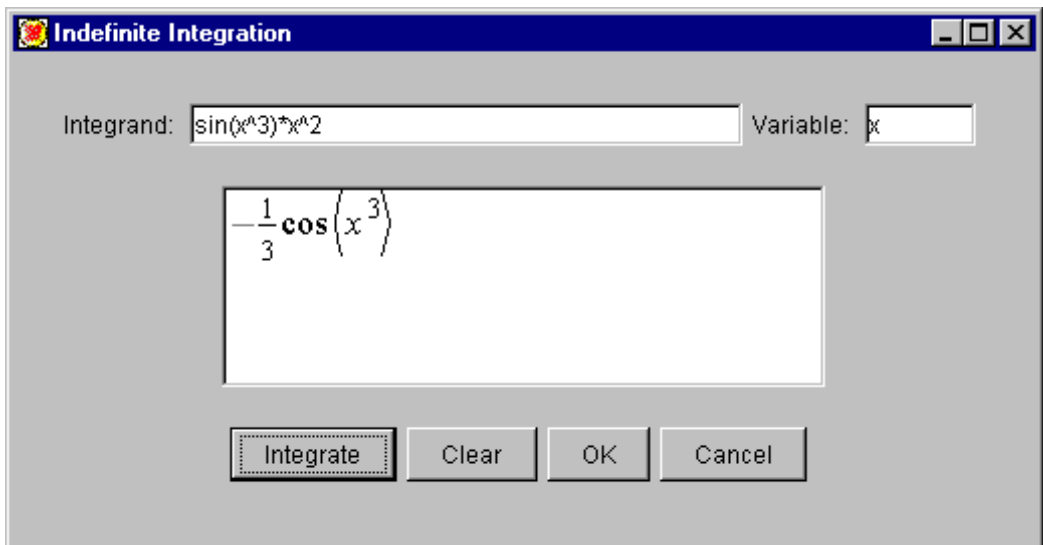 Indefinite Integration
Integrand: sin(x^3)*x^2 Variable: x
−1/3 cos(x^3)
Integrate Clear OK Cancel